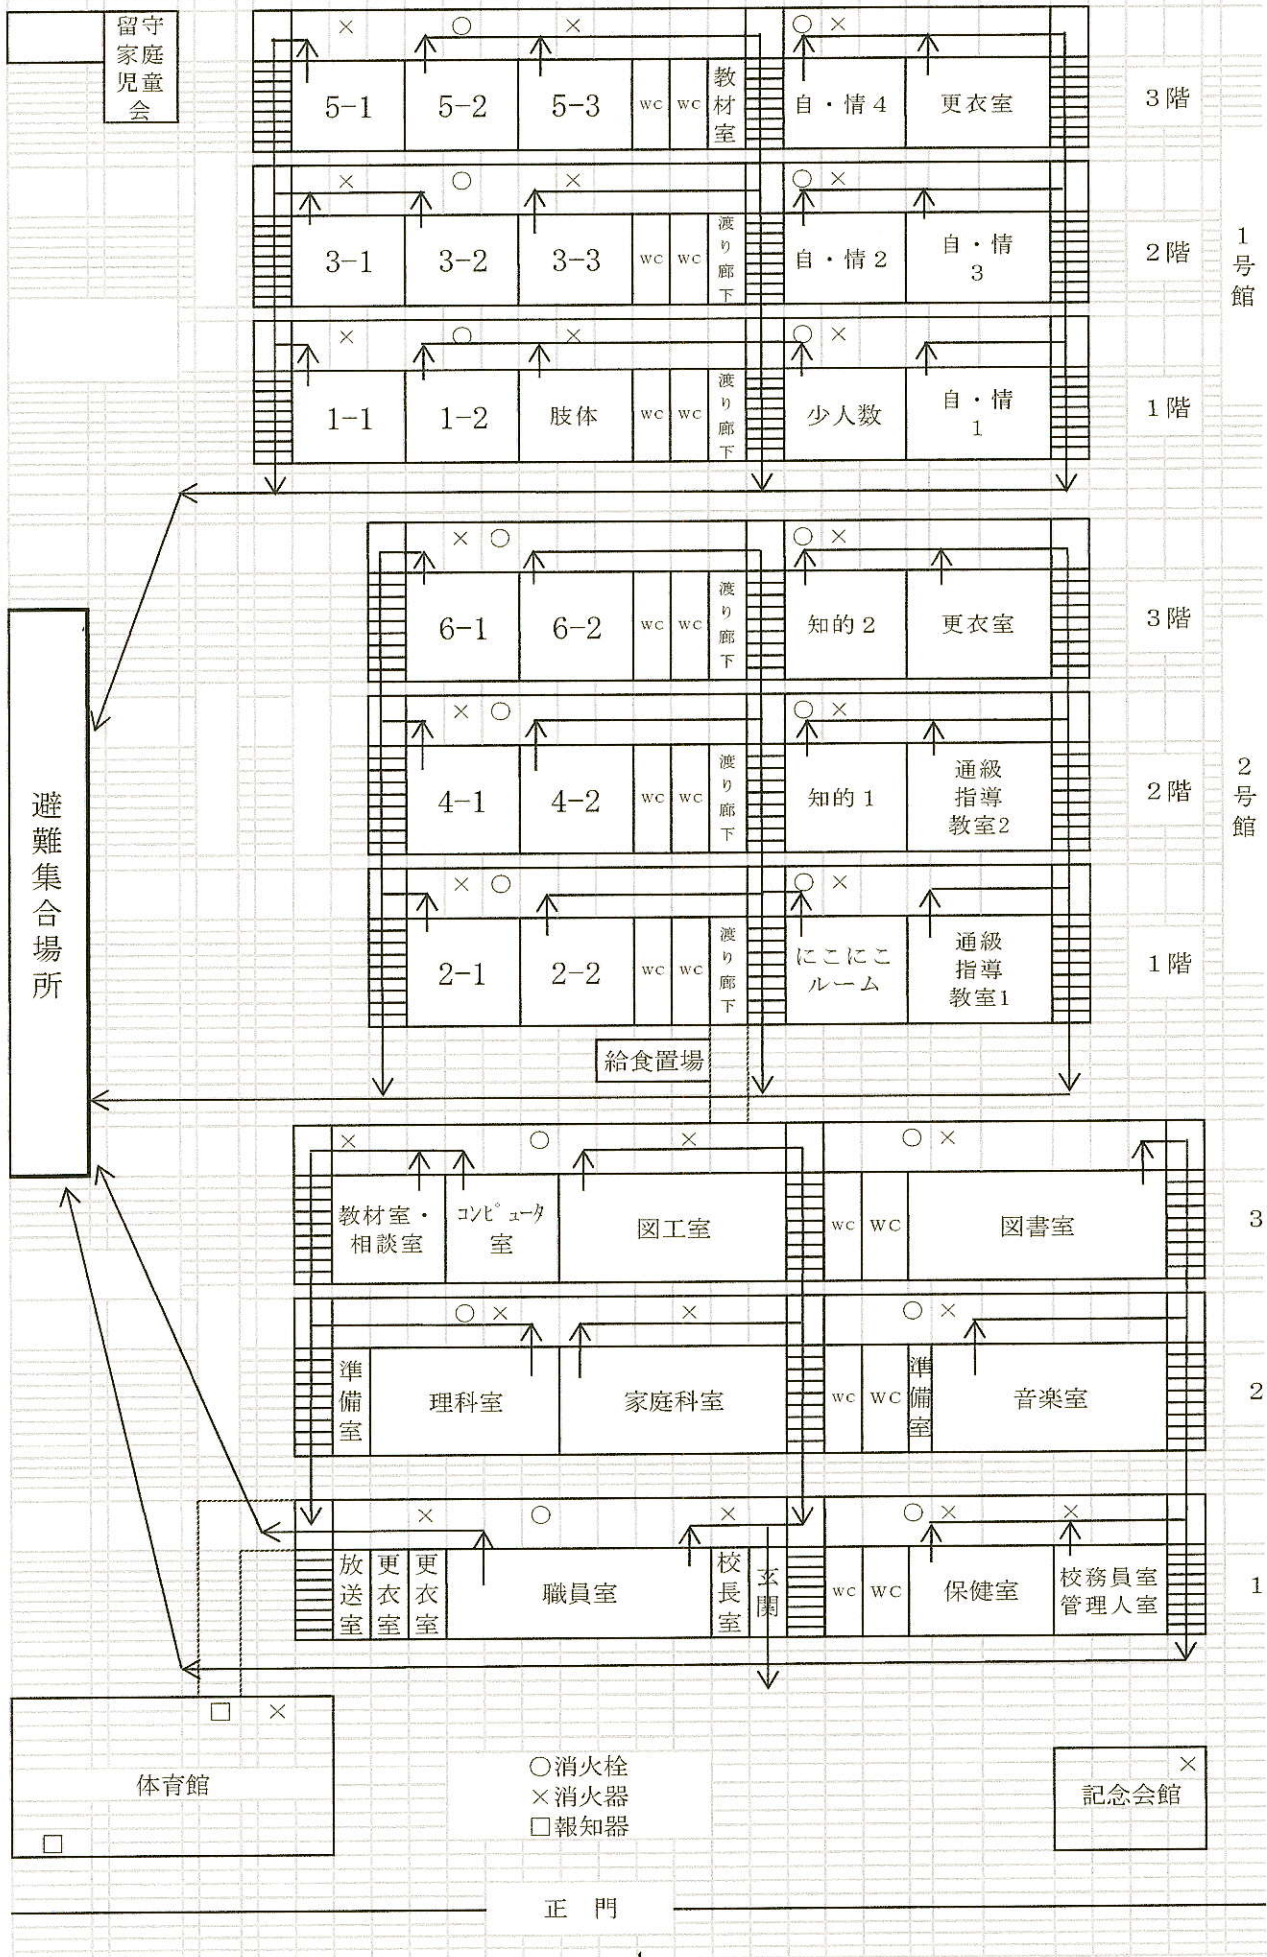 留守
家庭
児童
会
× ○ × ○ ×
5-1 5-2 5-3 WC WC 教材室 自・情4 更衣室 3階
× ○ × ○ ×
3-1 3-2 3-3 WC WC 渡り廊下 自・情2 自・情3 2階
1号館
× ○ × ○ ×
1-1 1-2 肢体 WC WC 渡り廊下 少人数 自・情1 1階
× ○ ○ ×
6-1 6-2 WC WC 渡り廊下 知的2 更衣室 3階
× ○ ○ ×
4-1 4-2 WC WC 渡り廊下 知的1 通級指導教室2 2階
2号館
避難集合場所
× ○ ○ ×
2-1 2-2 WC WC 渡り廊下 にこにこルーム 通級指導教室1 1階
給食置場
× ○ × ○ ×
教材室・相談室 コンピュータ室 図工室 WC WC 図書室 3
○ × × ○ ×
準備室 理科室 家庭科室 WC WC 準備室 音楽室 2
× ○ × ○ × ×
放送室 更衣室 更衣室 職員室 校長室 玄関 WC WC 保健室 校務員室管理人室 1
□ ×
体育館
□
○消火栓
×消火器
□報知器
×
記念会館
正門